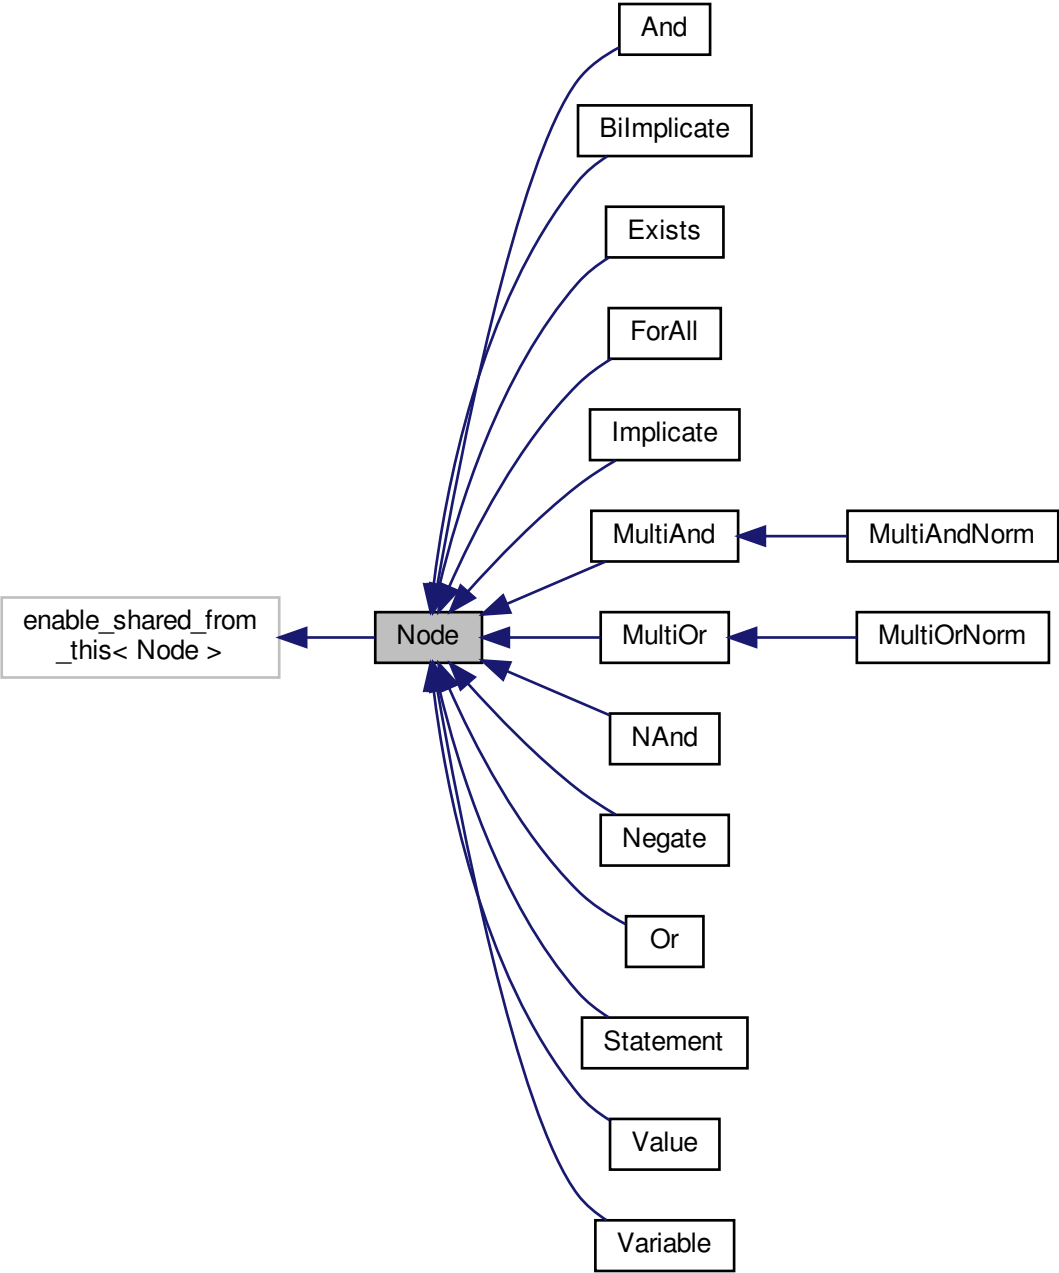 And
BiImplicate
Exists
ForAll
Implicate
MultiAnd
MultiAndNorm
enable_shared_from
_this< Node >
Node
MultiOr
MultiOrNorm
NAnd
Negate
Or
Statement
Value
Variable